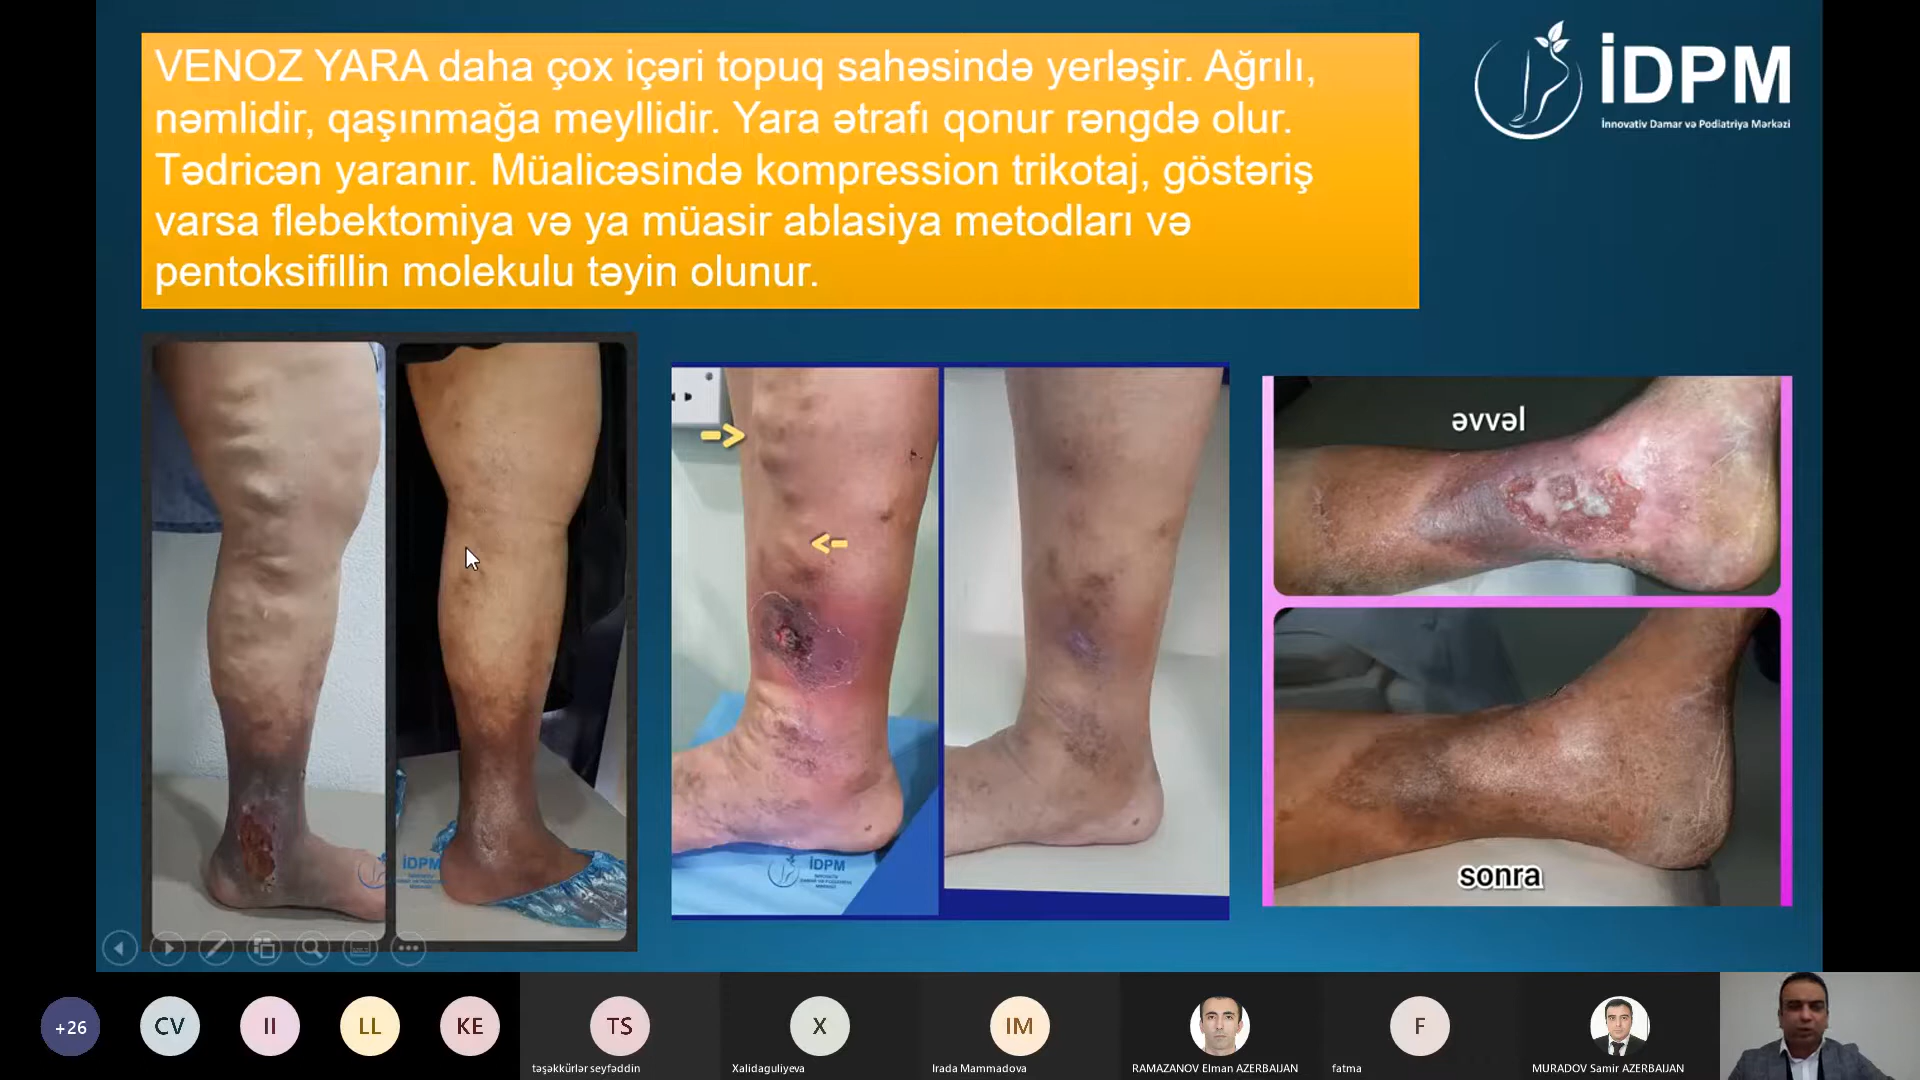 VENOZ YARA daha çox içəri topuq sahəsində yerləşir. Ağrılı,
nəmlidir, qaşınmağa meyllidir. Yara ətrafı qonur rəngdə olur.
Tədricən yaranır. Müalicəsində kompression trikotaj, göstəriş
varsa flebektomiya və ya müasir ablasiya metodları və
pentoksifillin molekulu təyin olunur.
İDPM
İnnovativ Damar və Podiatriya Mərkəzi
əvvəl
sonra
İDPM
İDPM
+26
CV
II
LL
KE
TS
X
IM
F
təşəkkürlər seyfəddin
Xalidaguliyeva
Irada Mammadova
RAMAZANOV Elman AZERBAIJAN
fatma
MURADOV Samir AZERBAIJAN